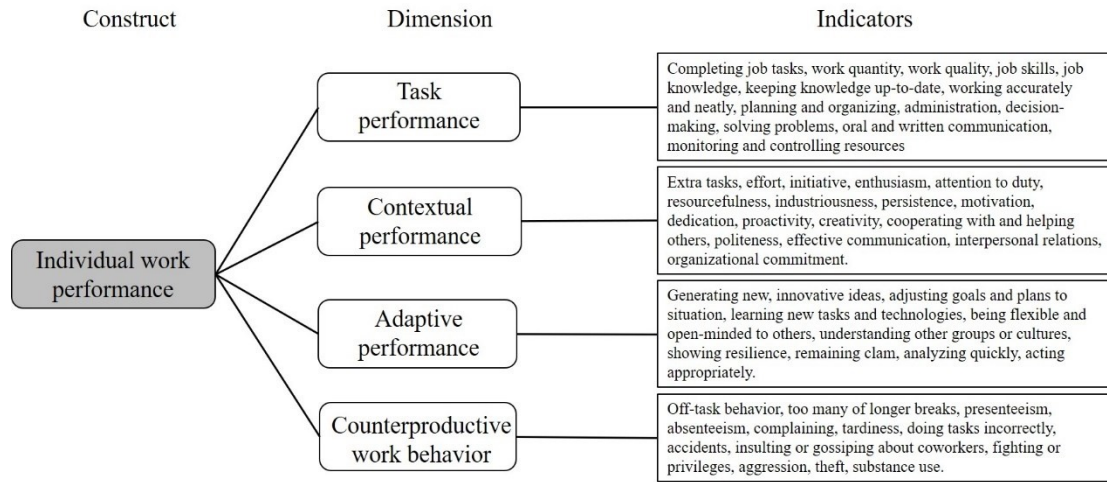 Construct
Dimension
Indicators
Individual work
performance
Task
performance
Completing job tasks, work quantity, work quality, job skills, job
knowledge, keeping knowledge up-to-date, working accurately
and neatly, planning and organizing, administration, decision-
making, solving problems, oral and written communication,
monitoring and controlling resources
Contextual
performance
Extra tasks, effort, initiative, enthusiasm, attention to duty,
resourcefulness, industriousness, persistence, motivation,
dedication, proactivity, creativity, cooperating with and helping
others, politeness, effective communication, interpersonal relations,
organizational commitment.
Adaptive
performance
Generating new, innovative ideas, adjusting goals and plans to
situation, learning new tasks and technologies, being flexible and
open-minded to others, understanding other groups or cultures,
showing resilience, remaining clam, analyzing quickly, acting
appropriately.
Counterproductive
work behavior
Off-task behavior, too many of longer breaks, presenteeism,
absenteeism, complaining, tardiness, doing tasks incorrectly,
accidents, insulting or gossiping about coworkers, fighting or
privileges, aggression, theft, substance use.